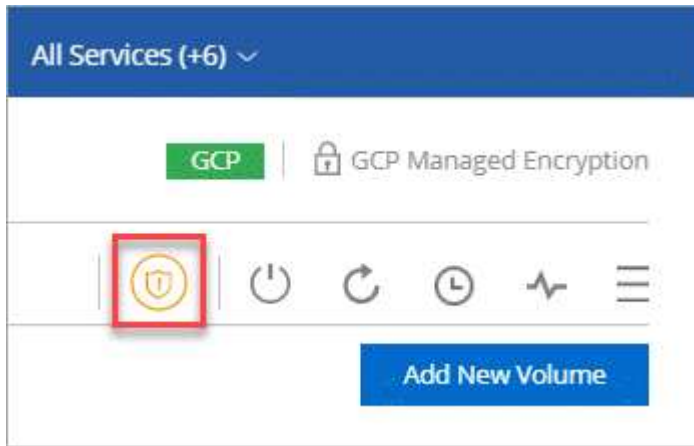 All Services (+6)
GCP
GCP Managed Encryption
Add New Volume